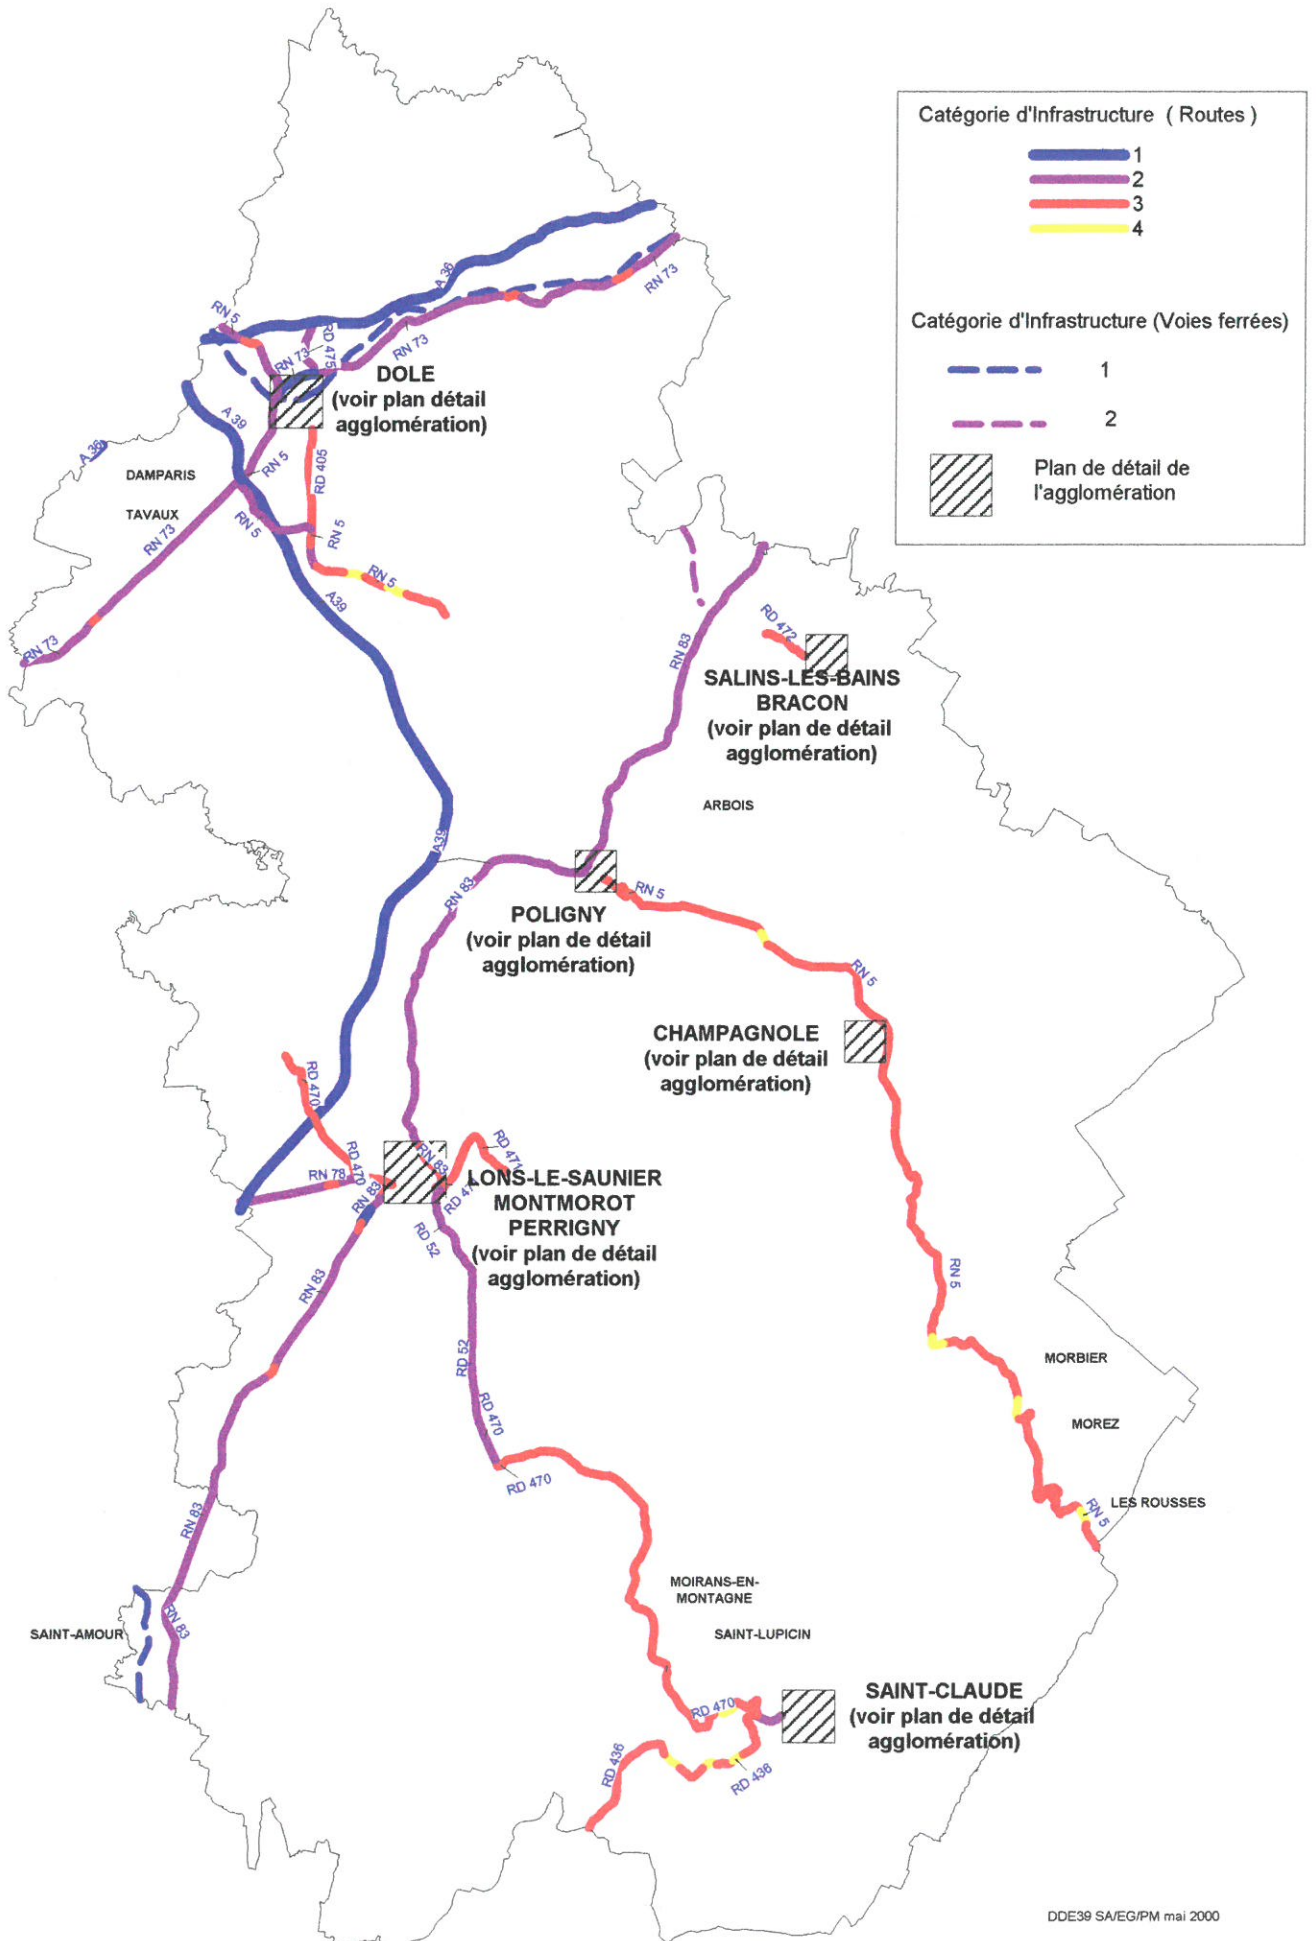 Catégorie d'Infrastructure ( Routes )
1
2
3
4
Catégorie d'Infrastructure (Voies ferrées)
1
2
Plan de détail de
l'agglomération
A 36
RN 73
RN 5
RD 475
RN 73
RN 73
DOLE
(voir plan détail
agglomération)
A 39
A 36
RN 5
DAMPARIS
RD 405
TAVAUX
RN 5
RN 73
RN 5
RN 5
A39
RN 73
RD 472
RN 83
SALINS-LES-BAINS
BRACON
(voir plan de détail
agglomération)
ARBOIS
A39
RN 83
RN 5
POLIGNY
(voir plan de détail
agglomération)
RN 5
CHAMPAGNOLE
(voir plan de détail
agglomération)
RD 470
RD 470
RN 83
RD 471
RN 78
RN 83
RD 471
LONS-LE-SAUNIER
MONTMOROT
PERRIGNY
(voir plan de détail
agglomération)
RD 52
RN 83
RN 5
RD 52
MORBIER
RD 470
MOREZ
RD 470
RN 5
LES ROUSSES
RN 83
MOIRANS-EN-
MONTAGNE
RN 83
SAINT-AMOUR
SAINT-LUPICIN
RD 470
SAINT-CLAUDE
(voir plan de détail
agglomération)
RD 436
RD 436
DDE39 SA/EG/PM mai 2000